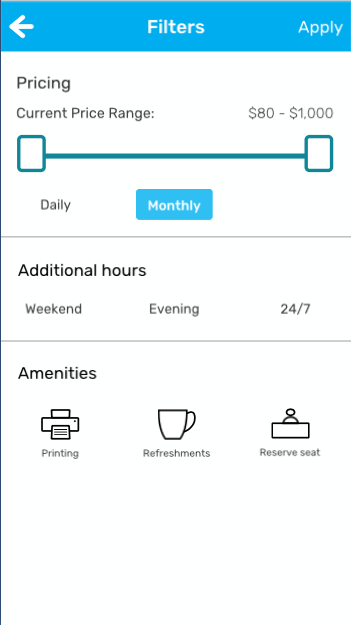 Filters Apply
Pricing
Current Price Range: $80 - $1,000
Daily Monthly
Additional hours
Weekend Evening 24/7
Amenities
Printing Refreshments Reserve seat